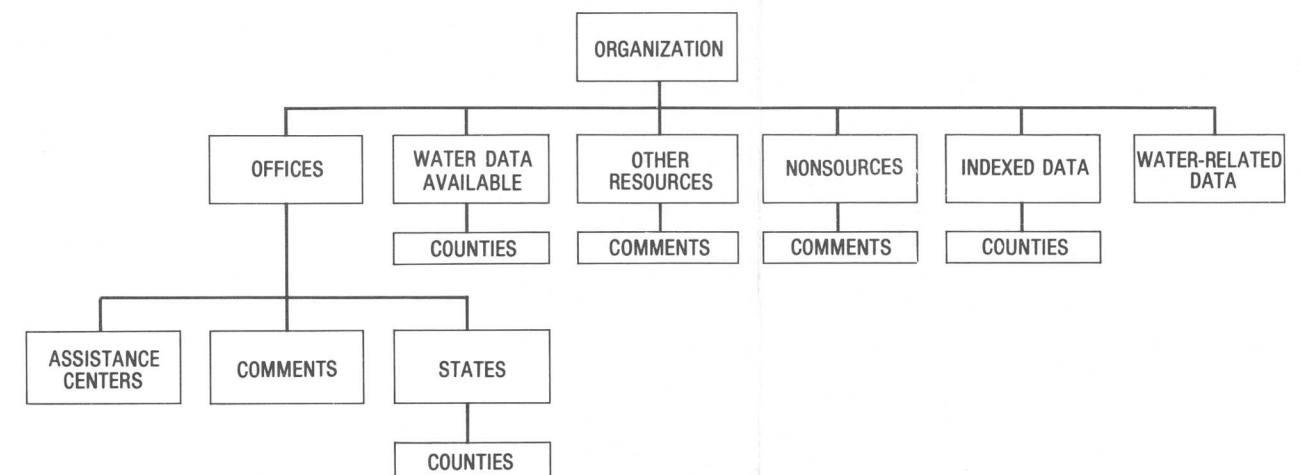 ORGANIZATION
OFFICES
WATER DATA
AVAILABLE
OTHER
RESOURCES
NONSOURCES
INDEXED DATA
WATER-RELATED
DATA
COUNTIES
COMMENTS
COMMENTS
COUNTIES
ASSISTANCE
CENTERS
COMMENTS
STATES
COUNTIES